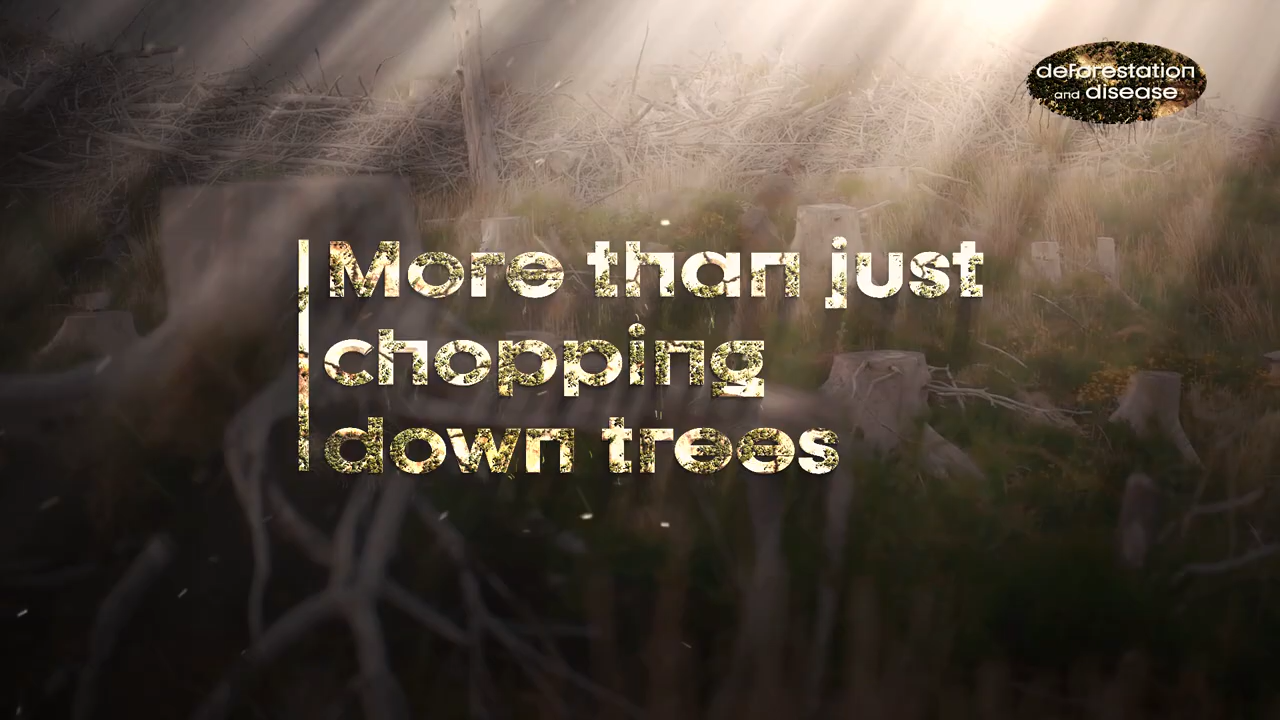 deforestation
and disease
More than just
chopping
down trees